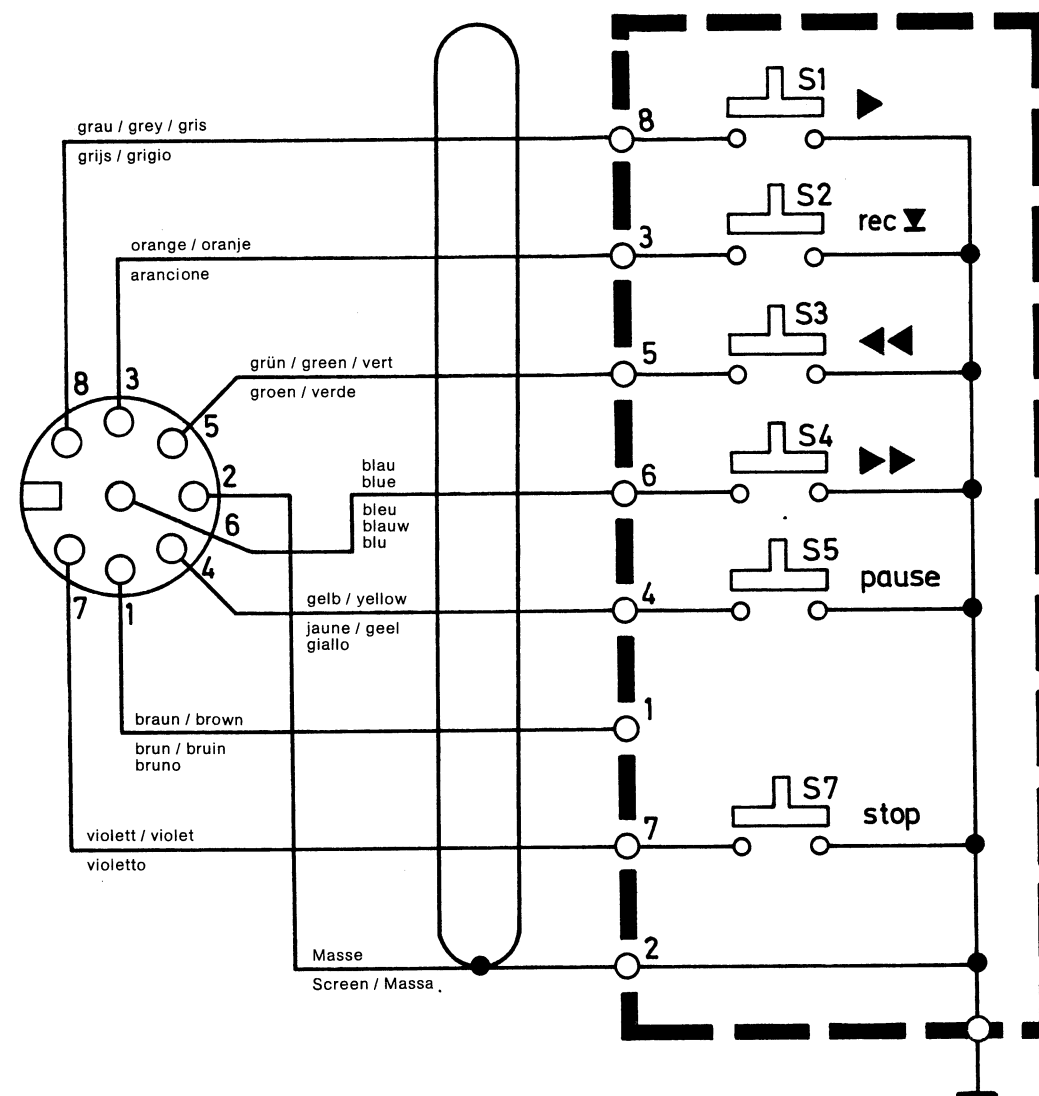 S1
8
grau / grey / gris
grijs / grigio
S2
rec
3
orange / oranje
arancione
S3
5
grün / green / vert
groen / verde
8
3
5
S4
6
blau
blue
bleu
blauw
blu
2
6
4
7
1
S5
pause
4
gelb / yellow
jaune / geel
giallo
1
braun / brown
brun / bruin
bruno
S7
stop
7
violett / violet
violetto
2
Masse
Screen / Massa